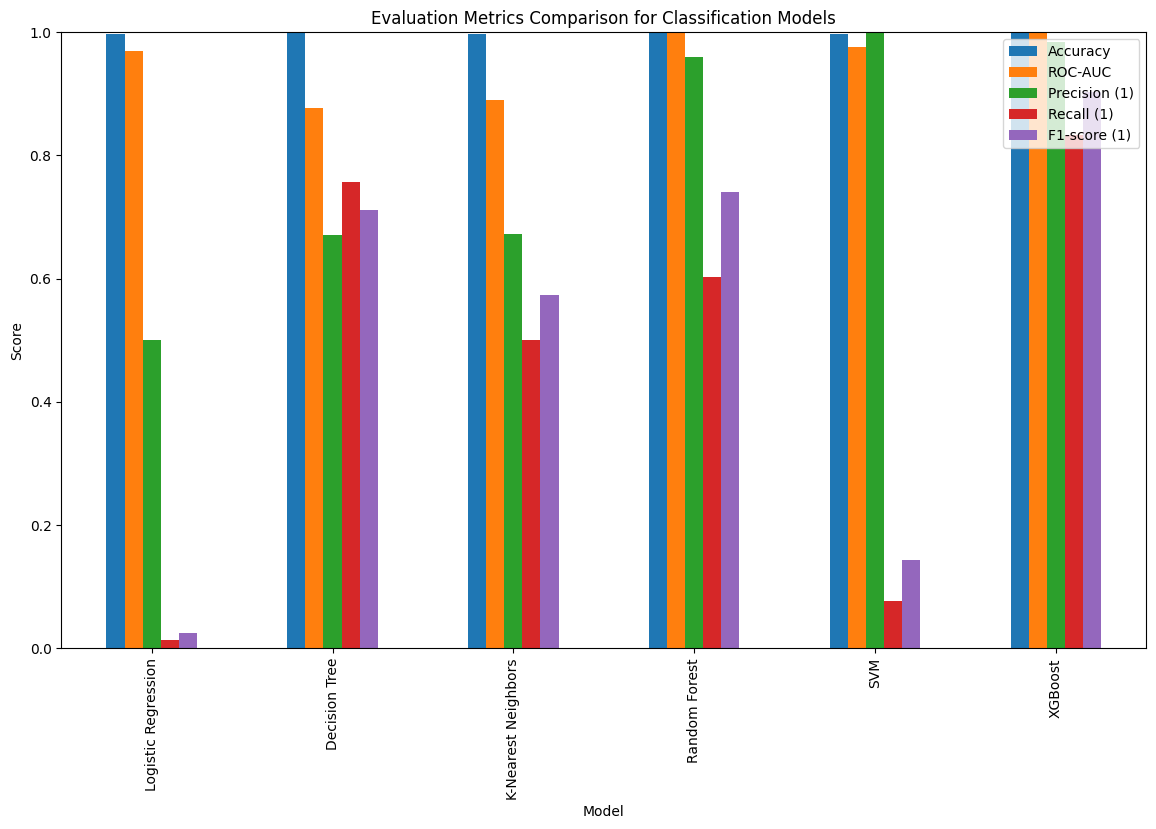 Evaluation Metrics Comparison for Classification Models
1.0
0.8
0.6
0.4
0.2
0.0
Score
Accuracy
ROC-AUC
Precision (1)
Recall (1)
F1-score (1)
Logistic Regression
Decision Tree
K-Nearest Neighbors
Random Forest
SVM
XGBoost
Model